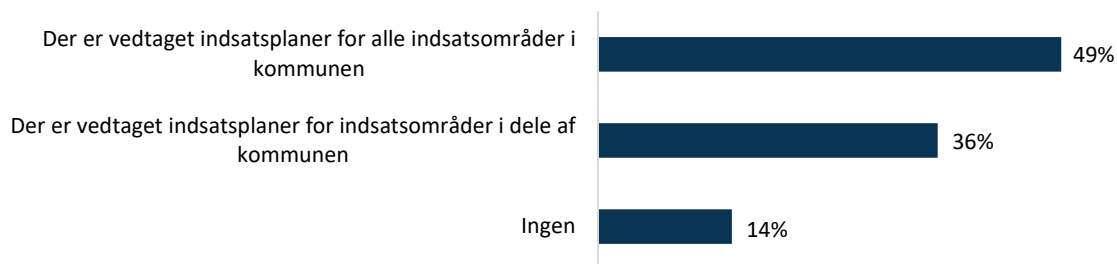 Der er vedtaget indsatsplaner for alle indsatsområder i
kommunen
49%
Der er vedtaget indsatsplaner for indsatsområder i dele af
kommunen
36%
Ingen
14%